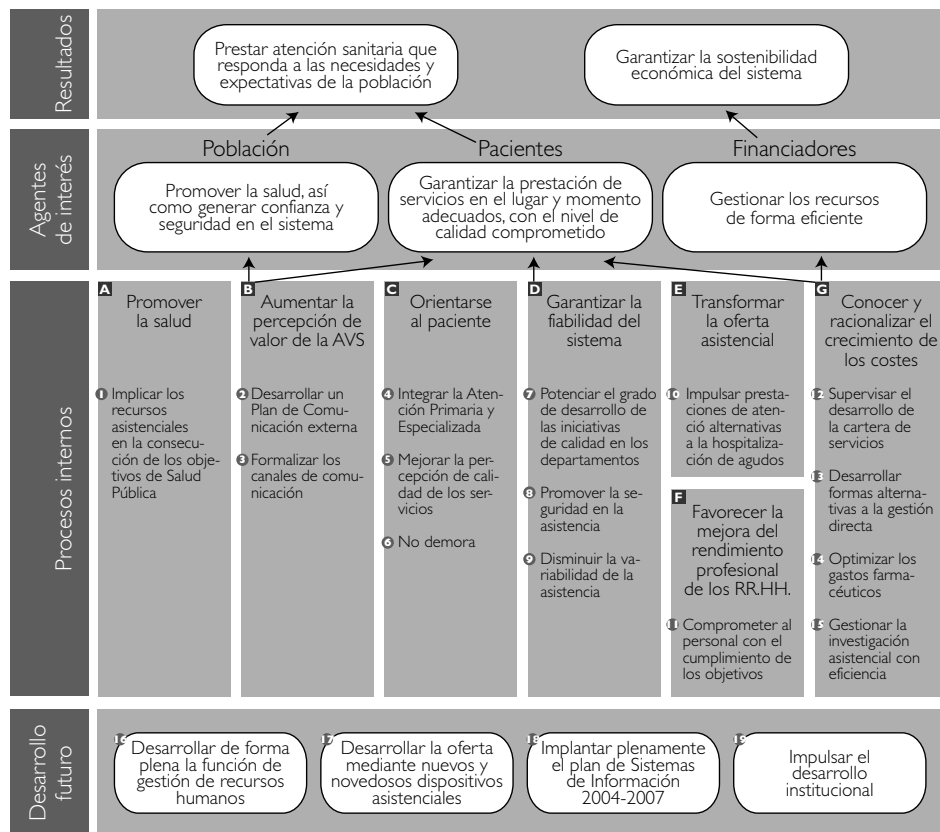 Resultados
Prestar atención sanitaria que
responda a las necesidades y
expectativas de la población
Garantizar la sostenibilidad
económica del sistema
Agentes
de interés
Población
Promover la salud, así
como generar confianza y
seguridad en el sistema
Pacientes
Garantizar la prestación de
servicios en el lugar y momento
adecuados, con el nivel de
calidad comprometido
Financiadores
Gestionar los recursos
de forma eficiente
Procesos internos
A
Promover
la salud
1 Implicar los
recursos
asistenciales
en la consecu-
ción de los obje-
tivos de Salud
Pública
B
Aumentar la
percepción de
valor de la AVS
2 Desarrollar un
Plan de Comu-
nicación externa
3 Formalizar los
canales de comu-
nicación
C
Orientarse
al paciente
4 Integrar la Aten-
ción Primaria y
Especializada
5 Mejorar la per-
cepción de cali-
dad de los ser-
vicios
6 No demora
D
Garantizar la
fiabilidad del
sistema
7 Potenciar el grado
de desarrollo de
las iniciativas
de calidad en los
departamentos
8 Promover la se-
guridad en la
asistencia
9 Disminuir la va-
riabilidad de la
asistencia
E
Transformar
la oferta
asistencial
10 Impulsar presta-
ciones de aten-
ció alternativas
a la hospitaliza-
ción de agudos
F
Favorecer la
mejora del
rendimiento
profesional
de los RR.HH.
11 Comprometer al
personal con el
cumplimiento de
los objetivos
G
Conocer y
racionalizar el
crecimiento de
los costes
12 Supervisar el
desarrollo de
la cartera de
servicios
13 Desarrollar
formas alterna-
tivas a la gestión
directa
14 Optimizar los
gastos farma-
céuticos
15 Gestionar la
investigación
asistencial con
eficiencia
Desarrollo
futuro
16
Desarrollar de forma
plena la función de
gestión de recursos
humanos
17
Desarrollar la oferta
mediante nuevos y
novedosos dispositivos
asistenciales
18
Implantar plenamente
el plan de Sistemas
de Información
2004-2007
19
Impulsar el
desarrollo
institucional